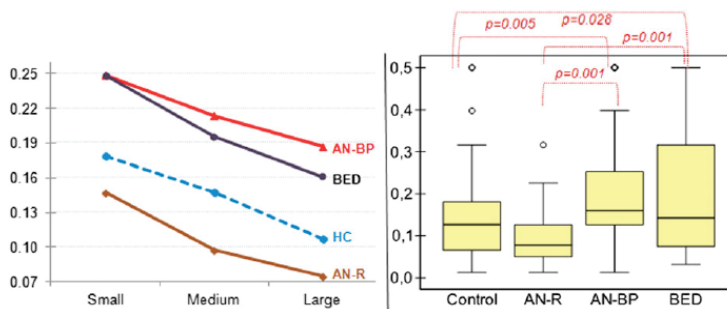 0.25
0.22
0.19
0.16
0.13
0.10
0.07
Small Medium Large
AN-BP
BED
HC
AN-R
p=0.005 p=0.028
p=0.001
p=0.001
0,5
0,4
0,3
0,2
0,1
0,0
Control AN-R AN-BP BED